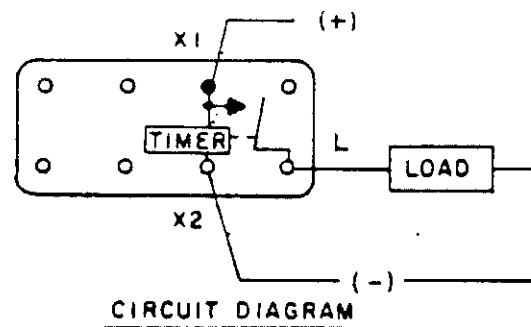 X1
(+)
TIMER
L
LOAD
X2
(-)
CIRCUIT DIAGRAM